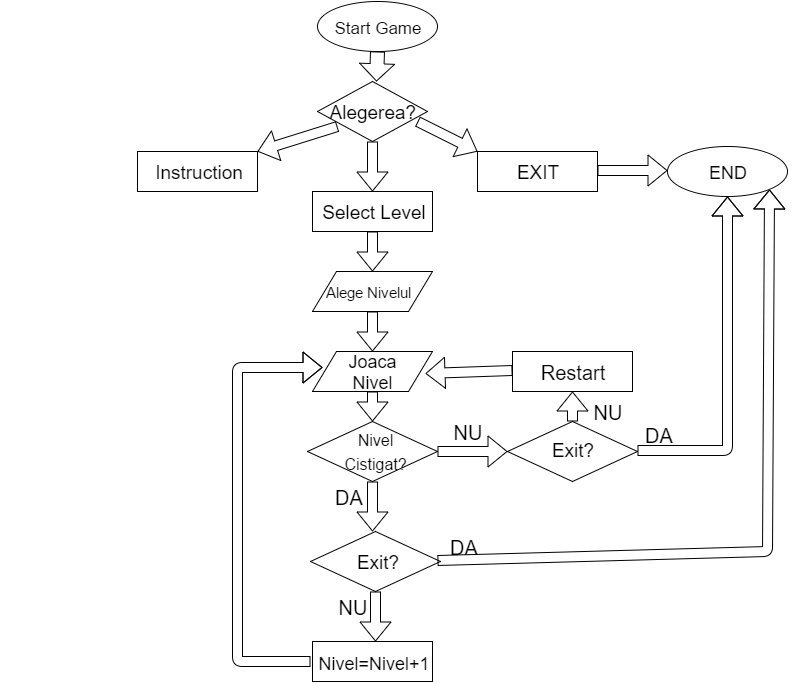 Start Game
Alegerea?
Instruction
EXIT
END
Select Level
Alege Nivelul
Joaca
Nivel
Restart
NU
Nivel
Cistigat?
NU
Exit?
DA
DA
Exit?
DA
NU
Nivel=Nivel+1